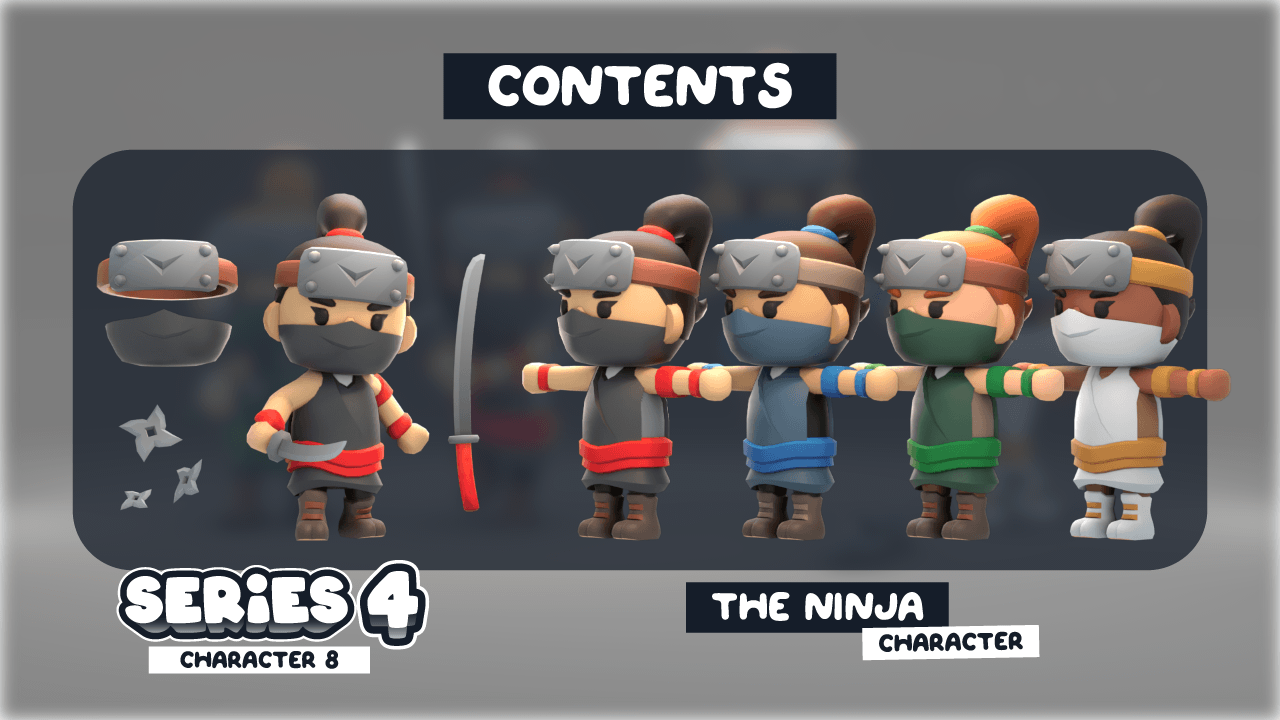 CONTENTS
SERIES 4
CHARACTER 8
THE NINJA
CHARACTER